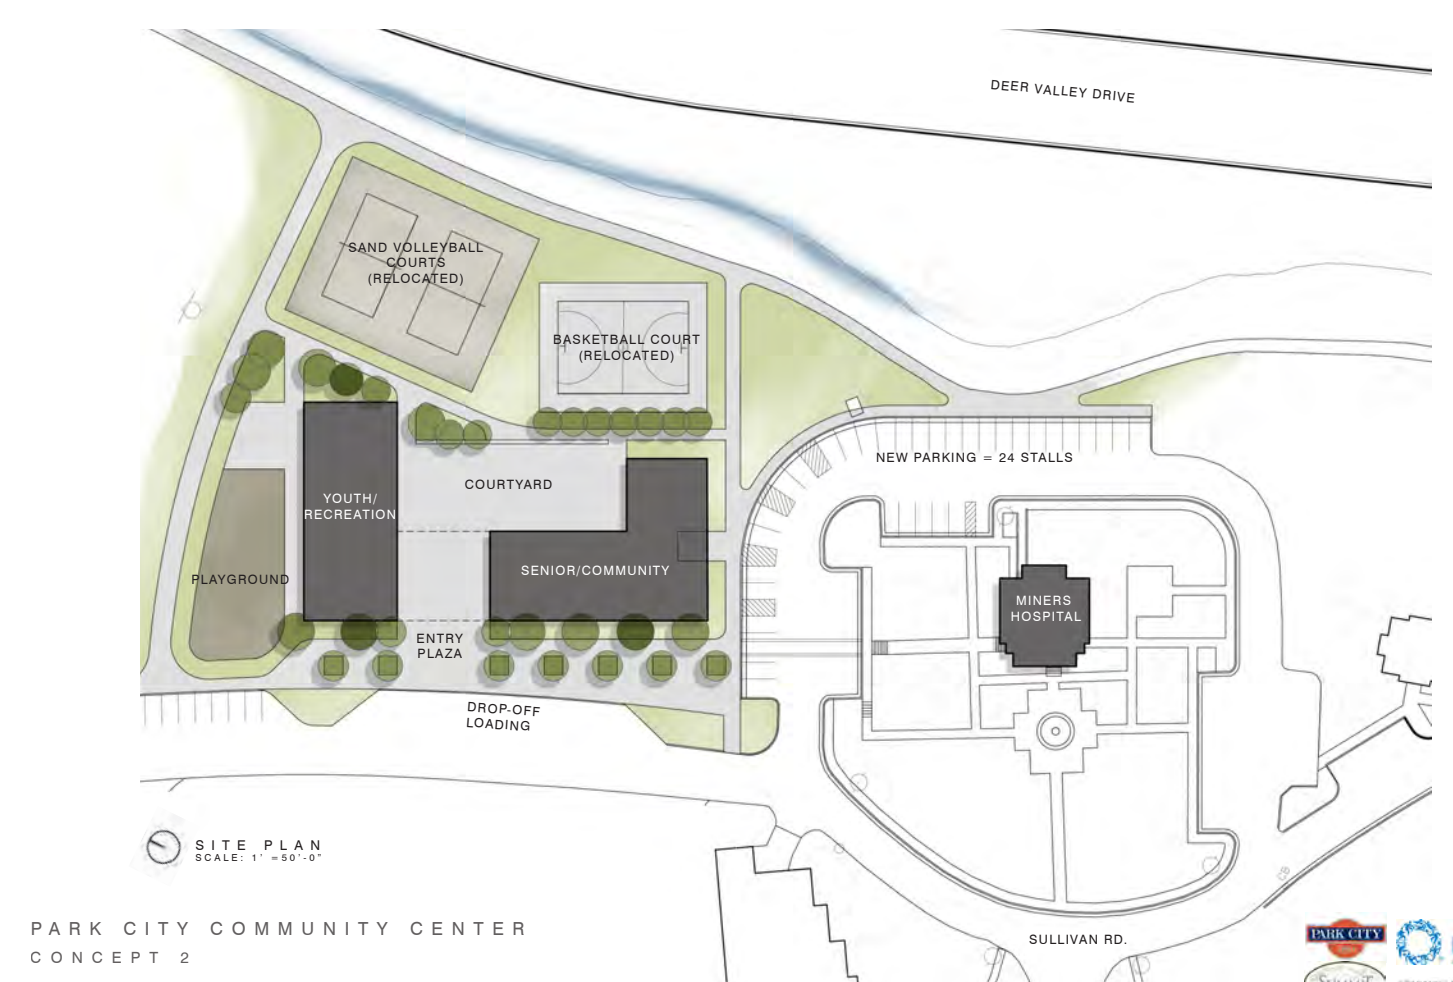 DEER VALLEY DRIVE
SAND VOLLEYBALL
COURTS
(RELOCATED)
BASKETBALL COURT
(RELOCATED)
NEW PARKING = 24 STALLS
COURTYARD
YOUTH/
RECREATION
SENIOR/COMMUNITY
PLAYGROUND
MINERS
HOSPITAL
ENTRY
PLAZA
DROP-OFF
LOADING
SITE PLAN
SCALE: 1' =50'-0"
CB
PARK CITY COMMUNITY CENTER
CONCEPT 2
SULLIVAN RD.
PARK CITY